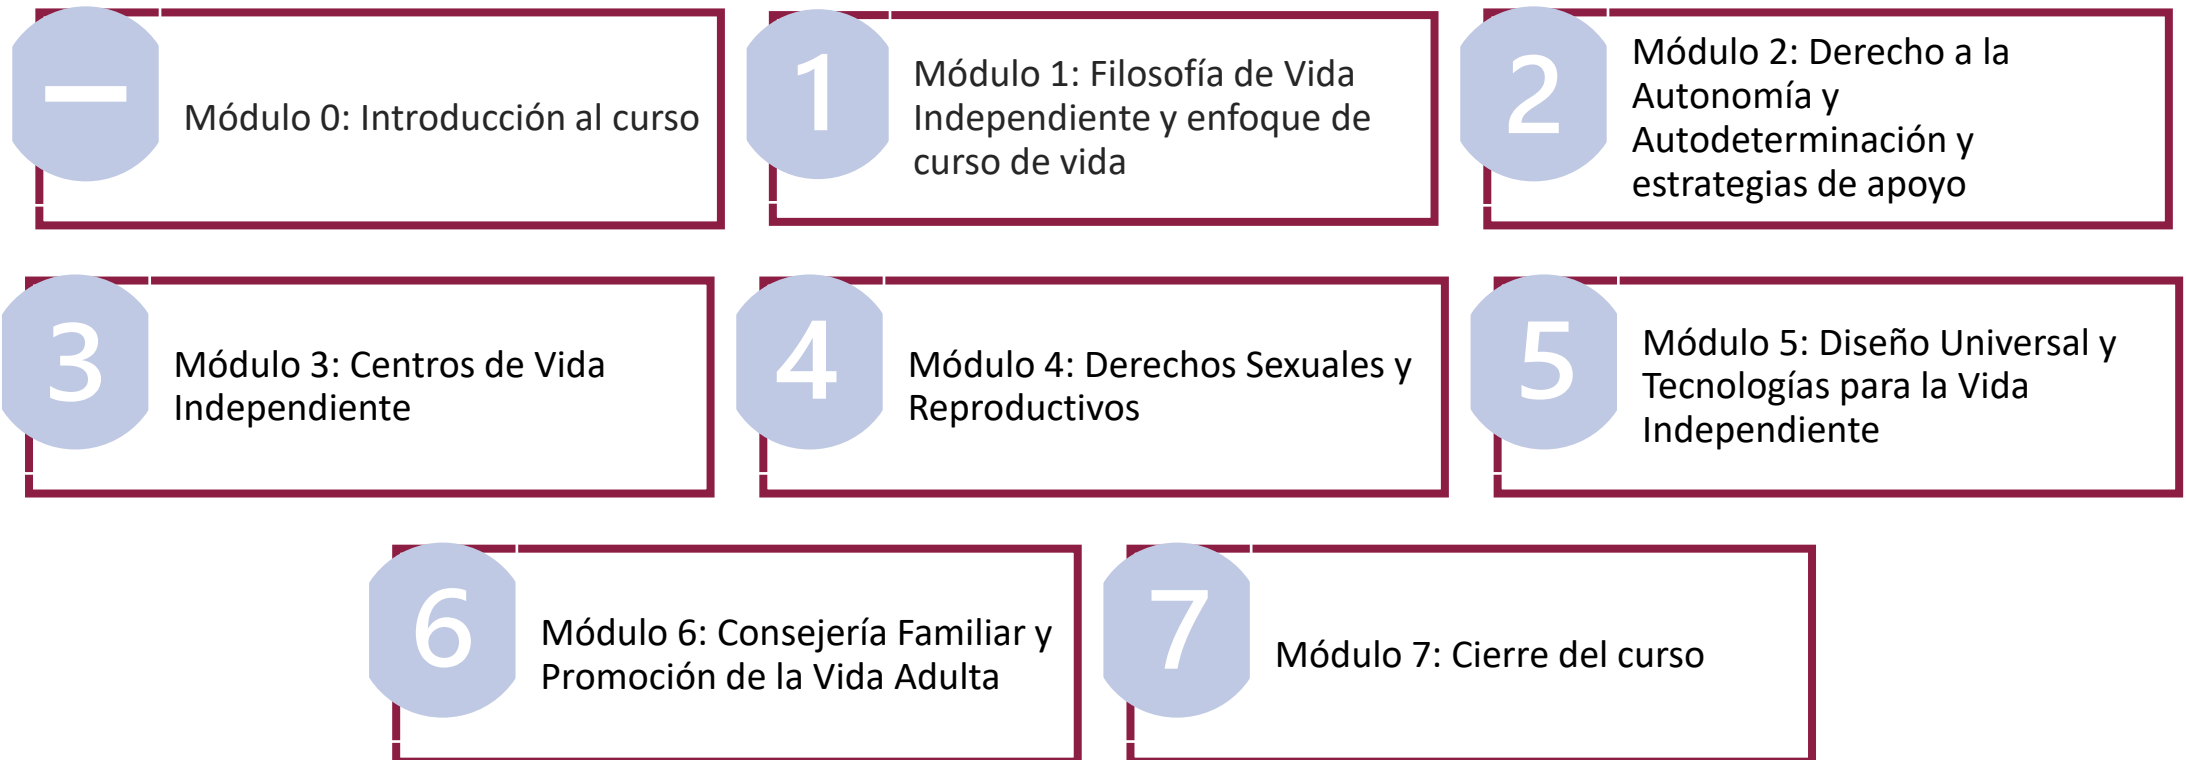 Módulo 0: Introducción al curso
1
Módulo 1: Filosofía de Vida
Independiente y enfoque de
curso de vida
2
Módulo 2: Derecho a la
Autonomía y
Autodeterminación y
estrategias de apoyo
3
Módulo 3: Centros de Vida
Independiente
4
Módulo 4: Derechos Sexuales y
Reproductivos
5
Módulo 5: Diseño Universal y
Tecnologías para la Vida
Independiente
6
Módulo 6: Consejería Familiar y
Promoción de la Vida Adulta
7
Módulo 7: Cierre del curso